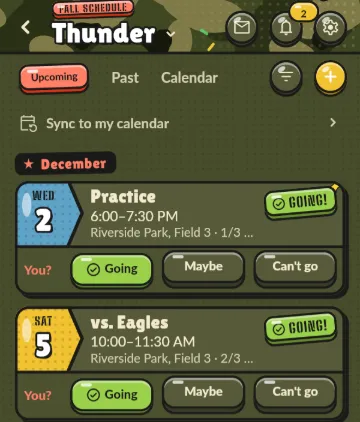 FALL SCHEDULE
Thunder
2
Upcoming
Past
Calendar
Sync to my calendar
★ December
WED
2
Practice
6:00–7:30 PM
Riverside Park, Field 3 · 1/3 ...
GOING!
You?
Going
Maybe
Can't go
SAT
5
vs. Eagles
10:00–11:30 AM
Riverside Park, Field 3 · 2/3 ...
GOING!
You?
Going
Maybe
Can't go